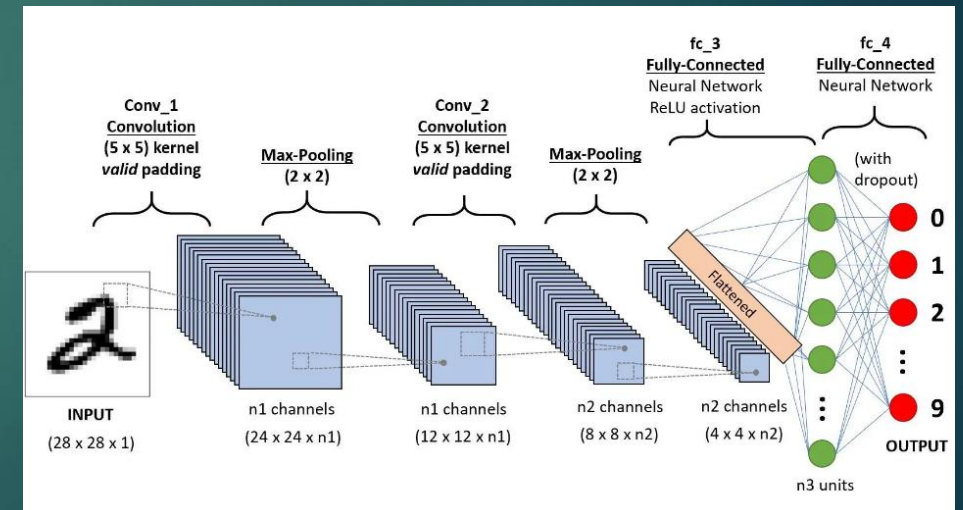 Conv_1
Convolution
(5 x 5) kernel
valid padding
Max-Pooling
(2 x 2)
Conv_2
Convolution
(5 x 5) kernel
valid padding
Max-Pooling
(2 x 2)
fc_3
Fully-Connected
Neural Network
ReLU activation
fc_4
Fully-Connected
Neural Network
(with
dropout)
2
INPUT
(28 x 28 x 1)
n1 channels
(24 x 24 x n1)
n1 channels
(12 x 12 x n1)
n2 channels
(8 x 8 x n2)
n2 channels
(4 x 4 x n2)
Flattened
n3 units
0
1
2
⋮
9
OUTPUT